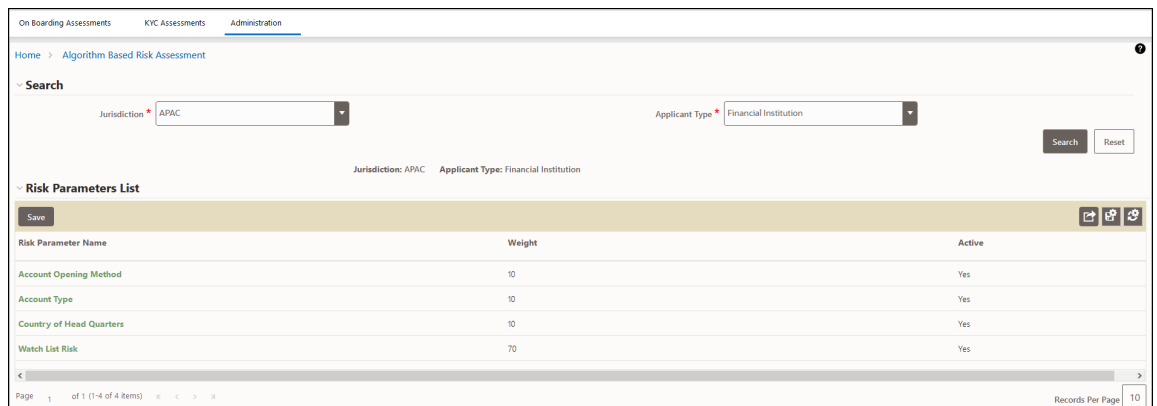 On Boarding Assessments KYC Assessments Administration
Home > Algorithm Based Risk Assessment
Search
Jurisdiction * APAC Applicant Type * Financial Institution
Search Reset
Jurisdiction: APAC Applicant Type: Financial Institution
Risk Parameters List
Save
Risk Parameter Name Weight Active
Account Opening Method 10 Yes
Account Type 10 Yes
Country of Head Quarters 10 Yes
Watch List Risk 70 Yes
Page 1 of 1 (1-4 of 4 items) Records Per Page 10